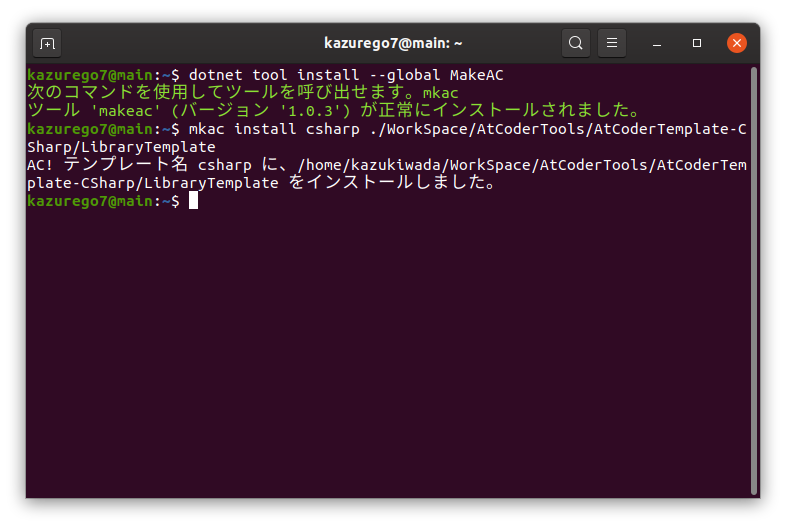 kazurego7@main: ~
kazurego7@main:~$ dotnet tool install --global MakeAC
次のコマンドを使用してツールを呼び出せます。mkac
ツール 'makeac' (バージョン '1.0.3') が正常にインストールされました。
kazurego7@main:~$ mkac install csharp ./WorkSpace/AtCoderTools/AtCoderTemplate-C
Sharp/LibraryTemplate
AC! テンプレート名 csharp に、/home/kazukiwada/WorkSpace/AtCoderTools/AtCoderTem
plate-CSharp/LibraryTemplate をインストールしました。
kazurego7@main:~$